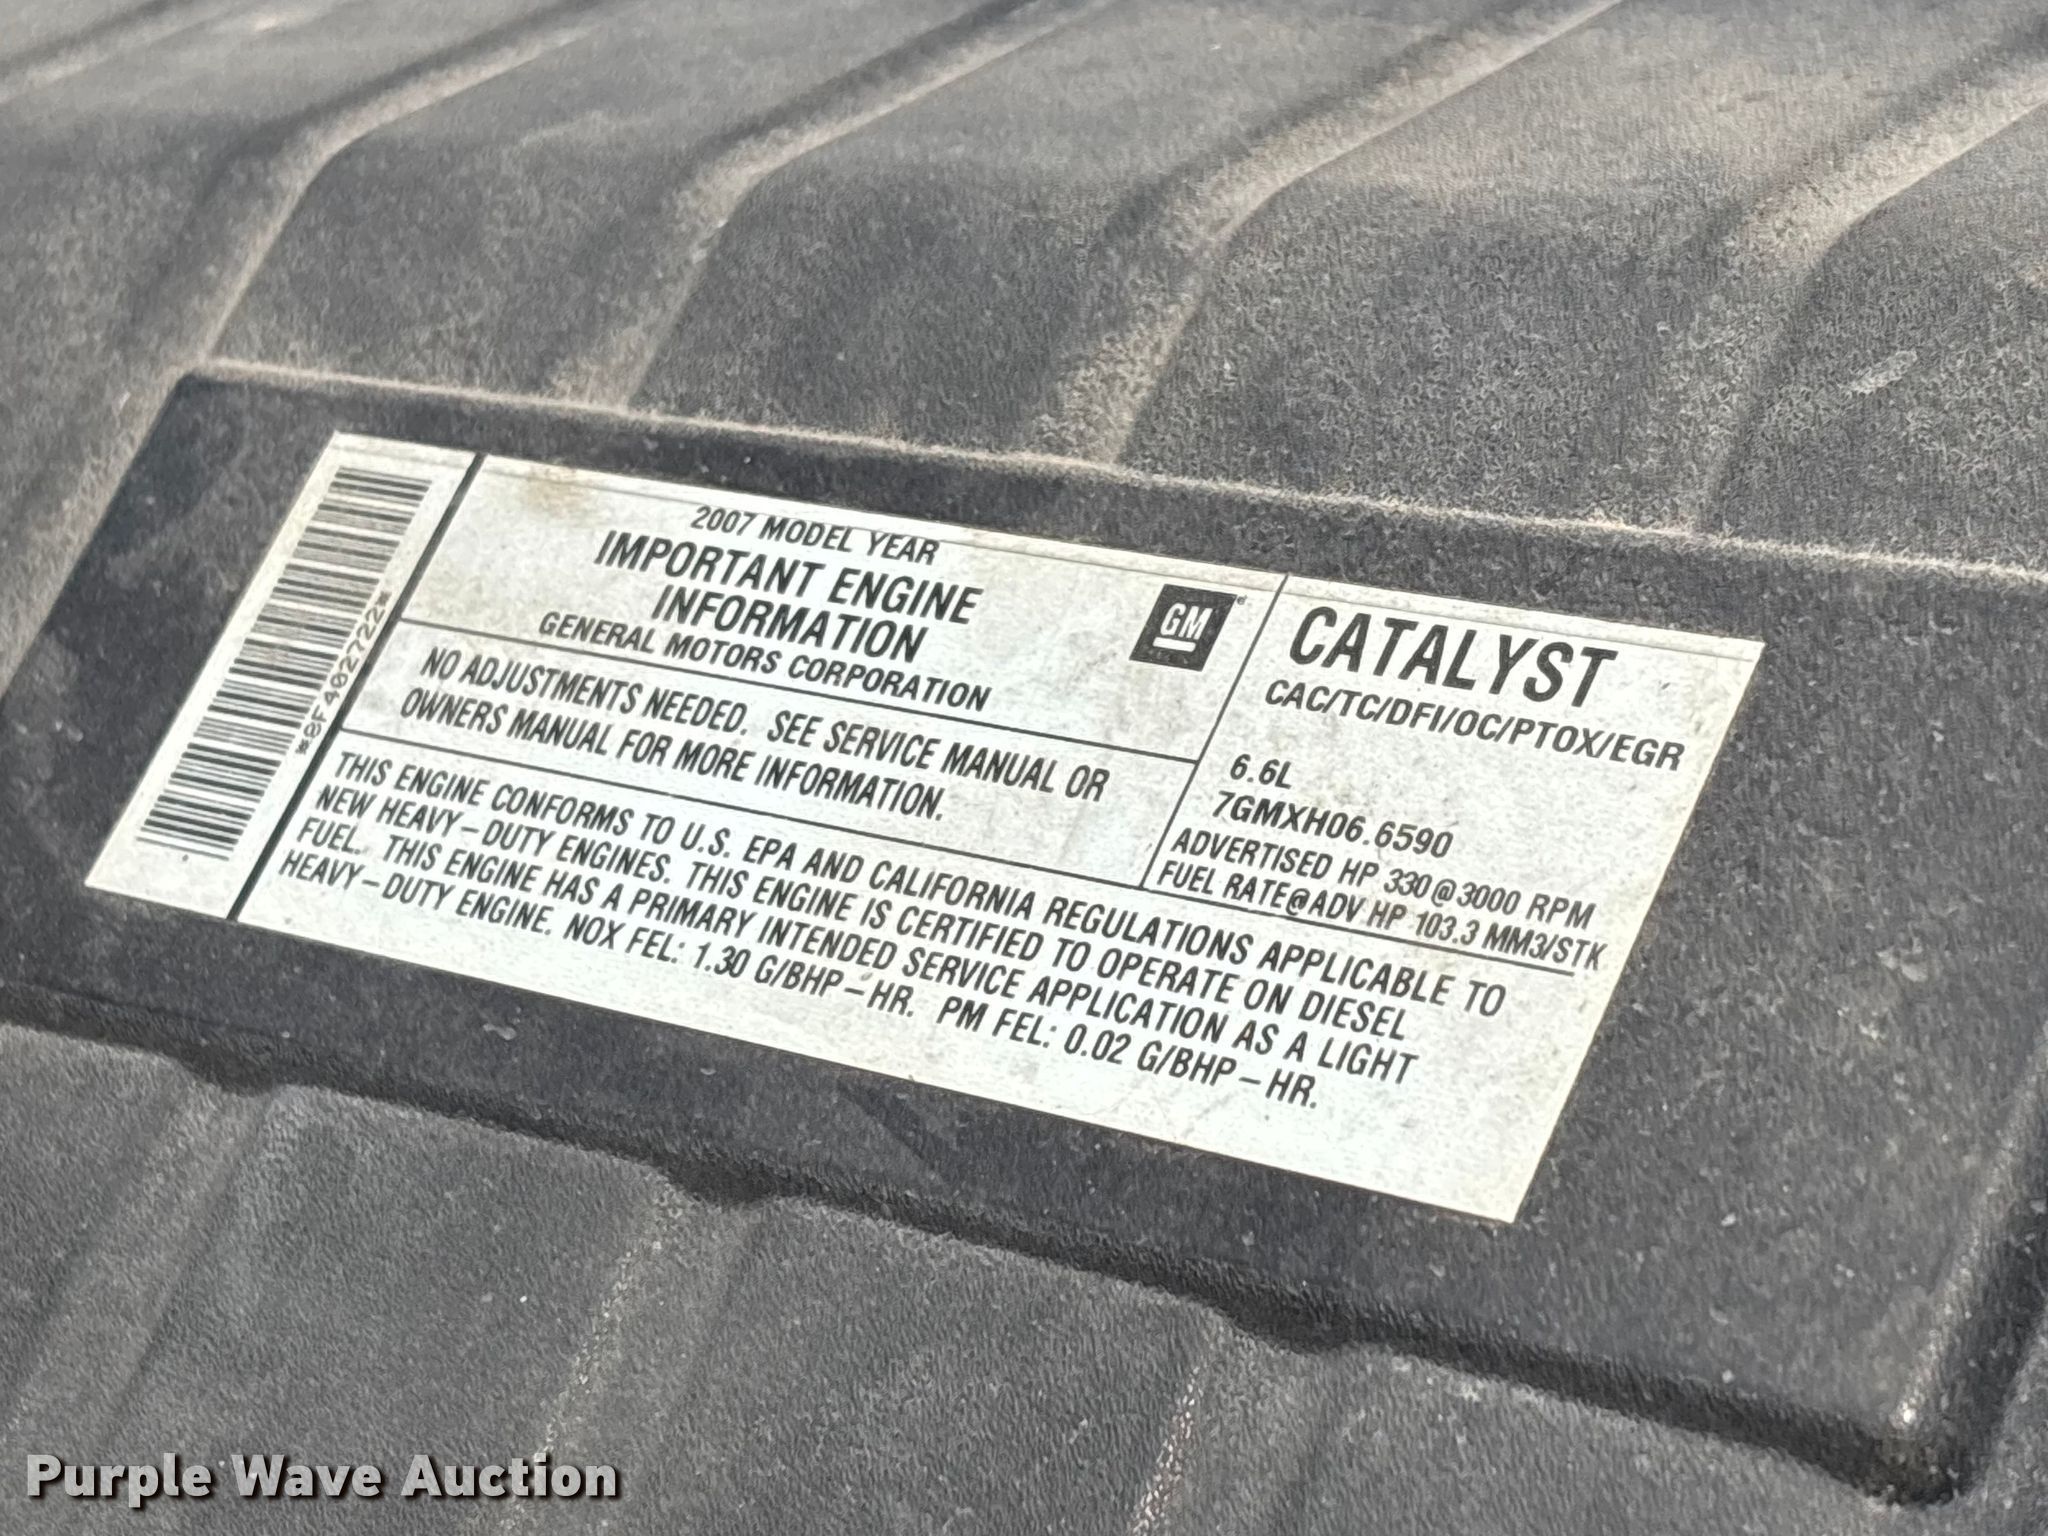 *8F4002722*
2007 MODEL YEAR
IMPORTANT ENGINE
INFORMATION
GENERAL MOTORS CORPORATION
GM
NO ADJUSTMENTS NEEDED. SEE SERVICE MANUAL OR
OWNERS MANUAL FOR MORE INFORMATION.
CATALYST
CAC/TC/DFI/OC/PTOX/EGR
6.6L
7GMXH06.6590
ADVERTISED HP 330@3000 RPM
FUEL RATE@ADV HP 103.3 MM3/STK
THIS ENGINE CONFORMS TO U.S. EPA AND CALIFORNIA REGULATIONS APPLICABLE TO
NEW HEAVY-DUTY ENGINES. THIS ENGINE IS CERTIFIED TO OPERATE ON DIESEL
FUEL. THIS ENGINE HAS A PRIMARY INTENDED SERVICE APPLICATION AS A LIGHT
HEAVY-DUTY ENGINE. NOX FEL: 1.30 G/BHP-HR. PM FEL: 0.02 G/BHP-HR.
Purple Wave Auction